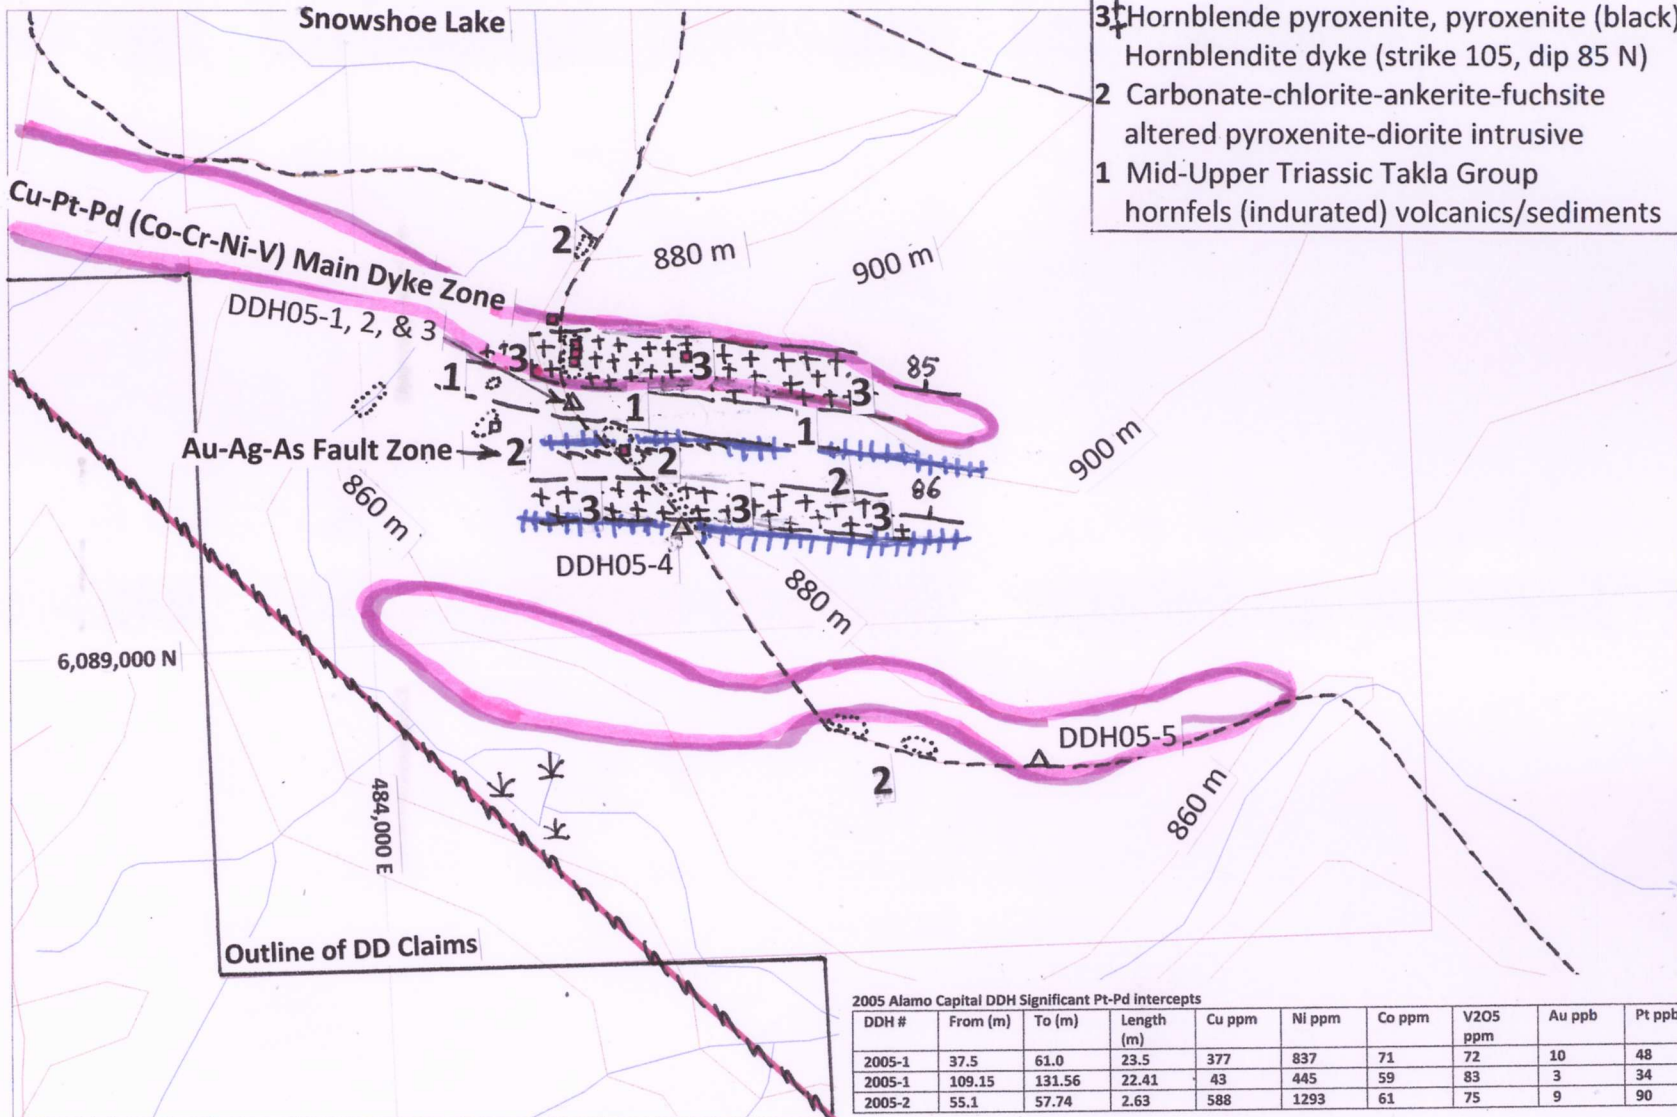 Snowshoe Lake
3 Hornblende pyroxenite, pyroxenite (black)
Hornblendite dyke (strike 105, dip 85 N)
2 Carbonate-chlorite-ankerite-fuchsite
altered pyroxenite-diorite intrusive
1 Mid-Upper Triassic Takla Group
hornfels (indurated) volcanics/sediments
Cu-Pt-Pd (Co-Cr-Ni-V) Main Dyke Zone
2
880 m
900 m
DDH05-1, 2, & 3
3
3
3
85
1
1
1
900 m
Au-Ag-As Fault Zone
2
2
2
86
860 m
3
3
3
DDH05-4
880 m
6,089,000 N
DDH05-5
2
860 m
484,000 E
Outline of DD Claims
2005 Alamo Capital DDH Significant Pt-Pd intercepts
DDH # From (m) To (m) Length (m) Cu ppm Ni ppm Co ppm V2O5 ppm Au ppb Pt ppb
2005-1 37.5 61.0 23.5 377 837 71 72 10 48
2005-1 109.15 131.56 22.41 43 445 59 83 3 34
2005-2 55.1 57.74 2.63 588 1293 61 75 9 90